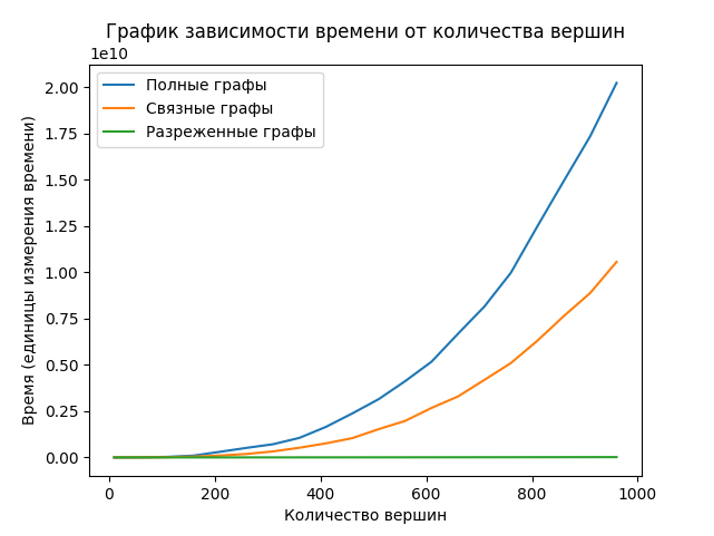 График зависимости времени от количества вершин
1e10
2.00
1.75
1.50
1.25
1.00
0.75
0.50
0.25
0.00
Время (единицы измерения времени)
Полные графы
Связные графы
Разреженные графы
0 200 400 600 800 1000
Количество вершин